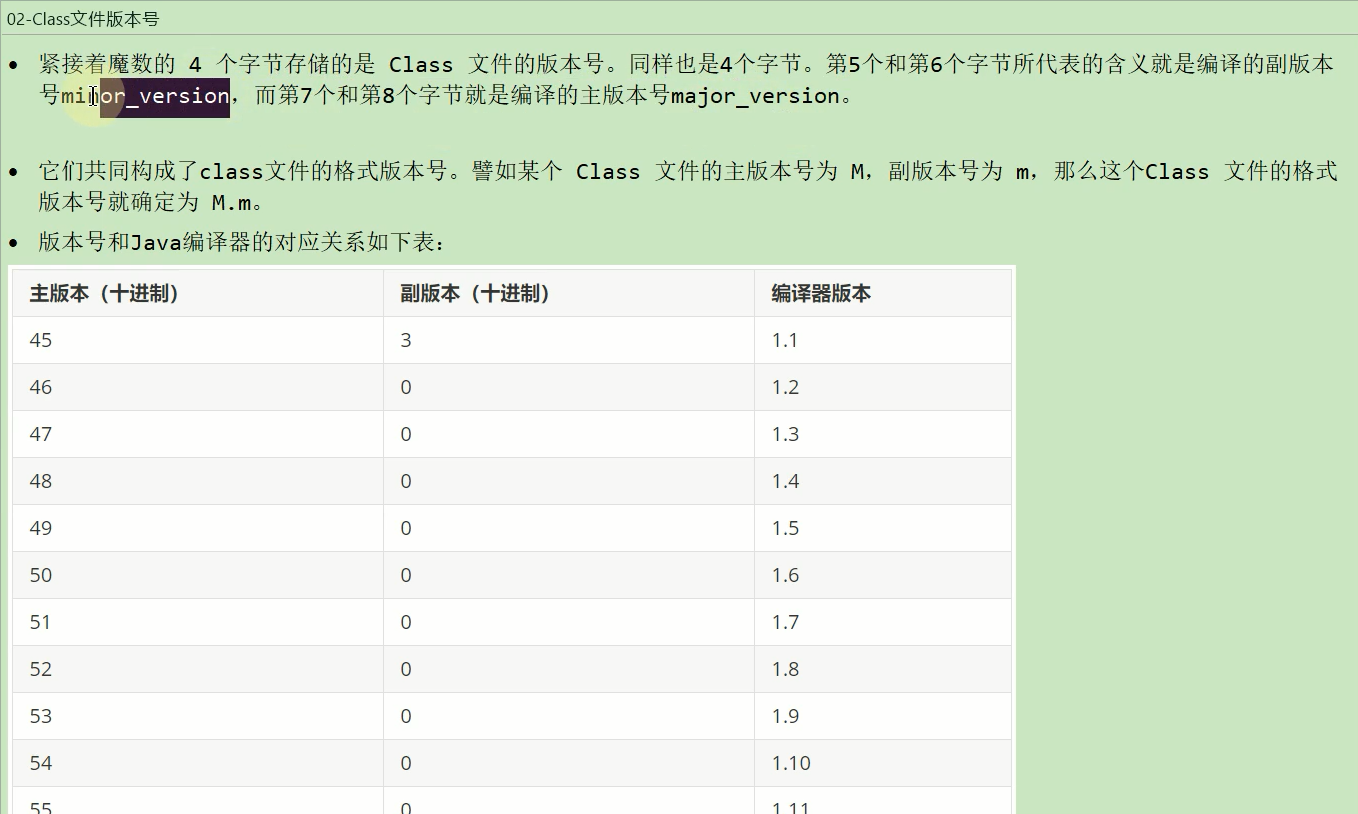 02-Class文件版本号
• 紧接着魔数的 4 个字节存储的是 Class 文件的版本号。同样也是4个字节。第5个和第6个字节所代表的含义就是编译的副版本
号minor_version，而第7个和第8个字节就是编译的主版本号major_version。
• 它们共同构成了class文件的格式版本号。譬如某个 Class 文件的主版本号为 M，副版本号为 m，那么这个Class 文件的格式
版本号就确定为 M.m。
• 版本号和Java编译器的对应关系如下表：
主版本（十进制） 副版本（十进制） 编译器版本
45 3 1.1
46 0 1.2
47 0 1.3
48 0 1.4
49 0 1.5
50 0 1.6
51 0 1.7
52 0 1.8
53 0 1.9
54 0 1.10
55 0 1.11